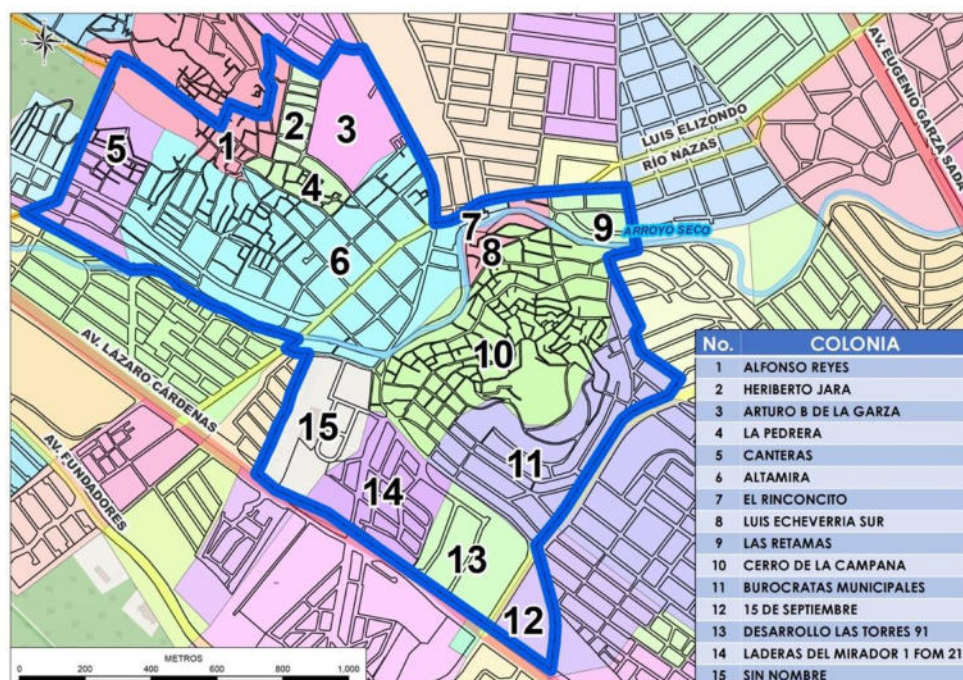 AV. EUGENIO GARZA SADA
LUIS ELIZONDO
RÍO NAZAS
ARROYO SECO
AV. LÁZARO CÁRDENAS
AV. FUNDADORES
1
2
3
4
5
6
7
8
9
10
11
12
13
14
15
METROS
0 200 400 600 800 1,000
No. COLONIA
1 ALFONSO REYES
2 HERIBERTO JARA
3 ARTURO B DE LA GARZA
4 LA PEDRERA
5 CANTERAS
6 ALTAMIRA
7 EL RINCONCITO
8 LUIS ECHEVERRIA SUR
9 LAS RETAMAS
10 CERRO DE LA CAMPANA
11 BUROCRATAS MUNICIPALES
12 15 DE SEPTIEMBRE
13 DESARROLLO LAS TORRES 91
14 LADERAS DEL MIRADOR 1 FOM 21
15 SIN NOMBRE